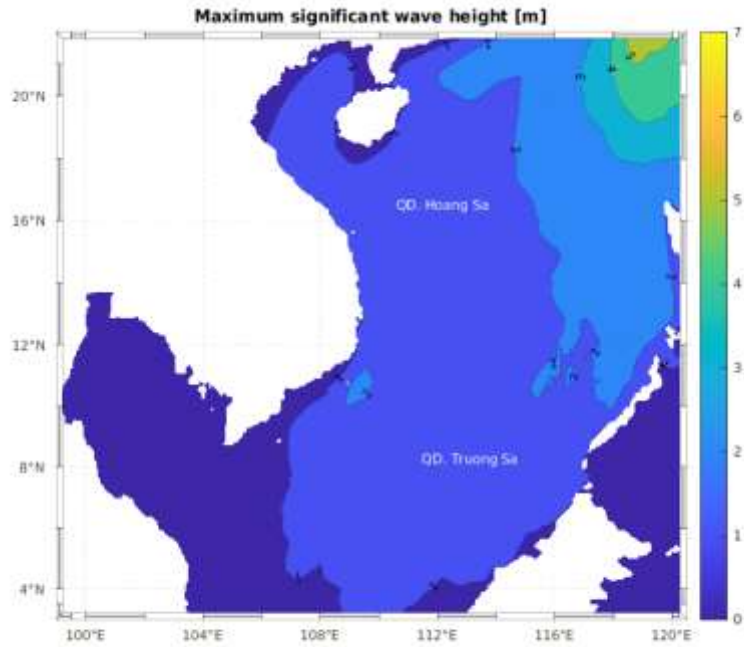 Maximum significant wave height [m]
7
6
5
4
3
2
1
0
20°N
16°N
12°N
8°N
4°N
QD. Hoang Sa
QD. Truong Sa
100°E 104°E 108°E 112°E 116°E 120°E